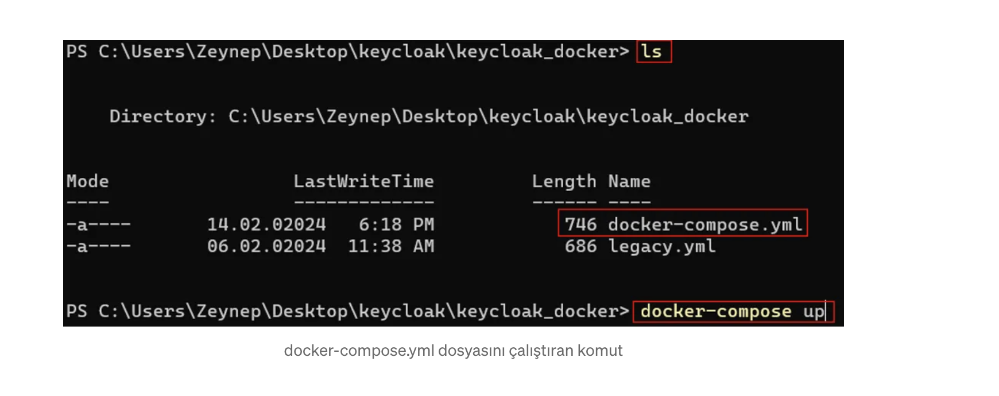 PS C:\Users\Zeynep\Desktop\keycloak\keycloak_docker> ls
Directory: C:\Users\Zeynep\Desktop\keycloak\keycloak_docker
Mode LastWriteTime Length Name
---- ------------- ------ ----
-a---- 14.02.02024 6:18 PM 746 docker-compose.yml
-a---- 06.02.02024 11:38 AM 686 legacy.yml
PS C:\Users\Zeynep\Desktop\keycloak\keycloak_docker> docker-compose up
docker-compose.yml dosyasını çalıştıran komut